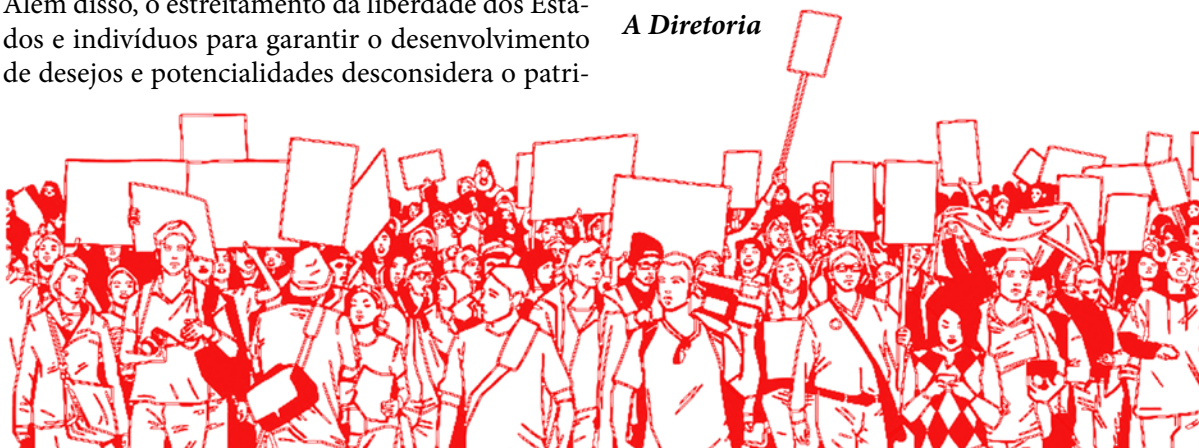 Além disso, o estreitamento da liberdade dos Esta-
dos e indivíduos para garantir o desenvolvimento
de desejos e potencialidades desconsidera o patri-
A Diretoria